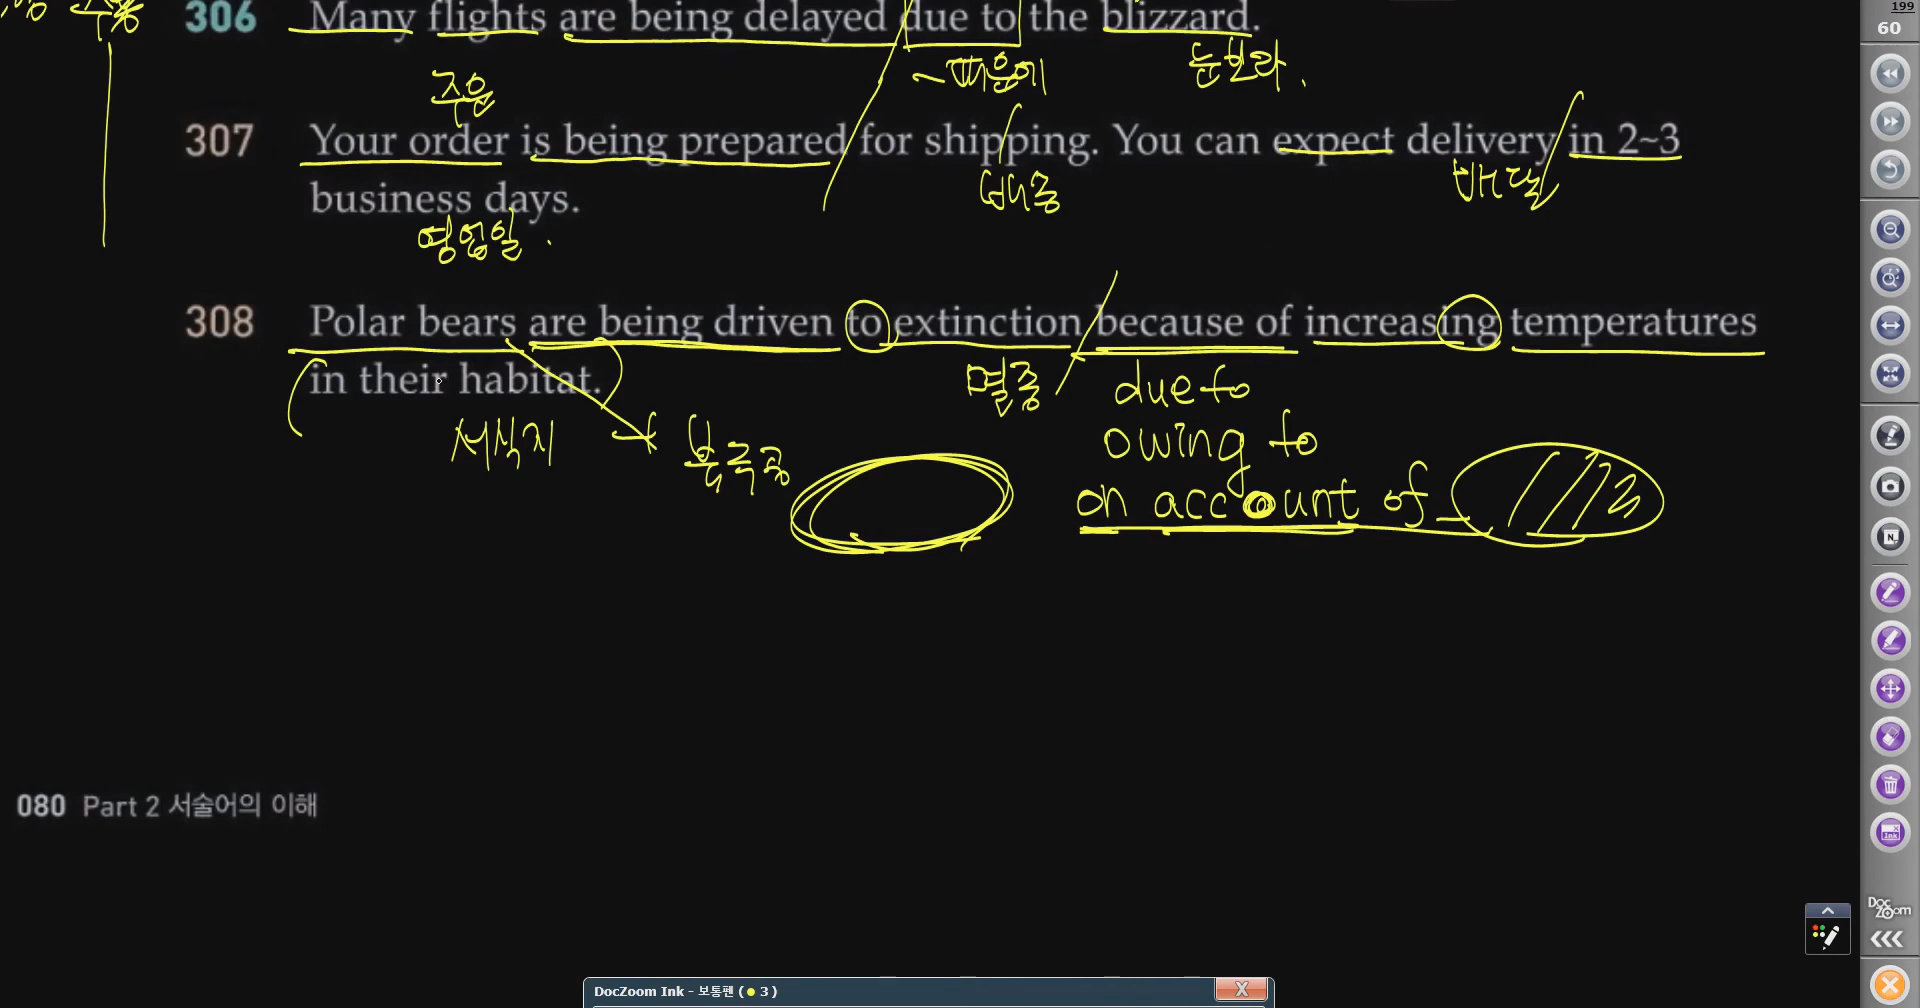 199
60
306 Many flights are being delayed due to the blizzard.
~때문에 눈보라.
주문
307 Your order is being prepared for shipping. You can expect delivery in 2~3
배달
business days.
영업일.
308 Polar bears are being driven to extinction because of increasing temperatures
in their habitat.
멸종 due to
서식지 북극곰 owing to
on account of
080 Part 2 서술어의 이해
DocZoom
DocZoom Ink - 보통펜 ( 3 )